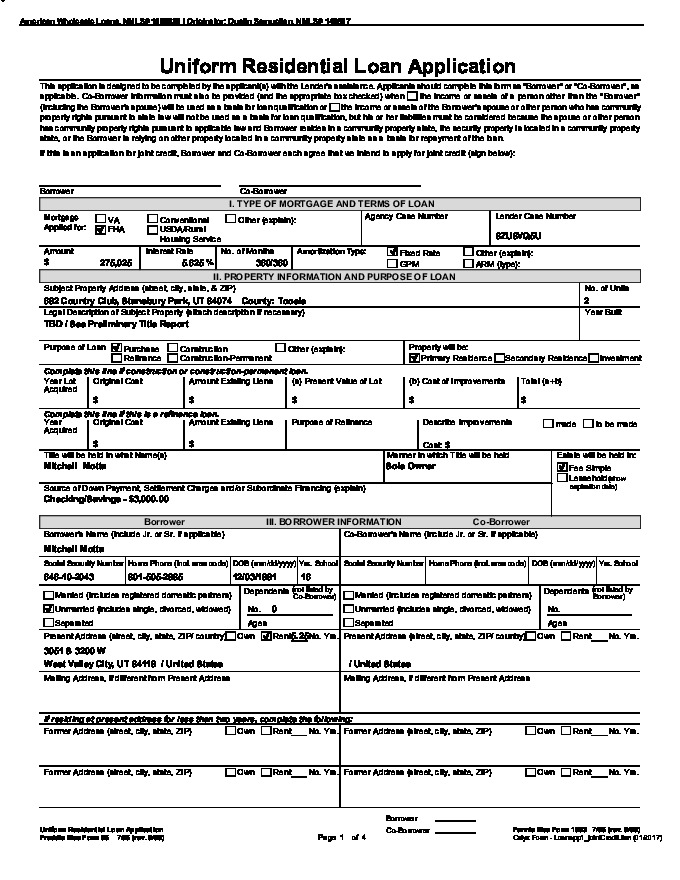 American Wholesale Loans, NMLS# | Originator: Dustin Samuelian, NMLS#
Uniform Residential Loan Application
This application is designed to be completed by the applicant(s) with the Lender's assistance. Applicants should complete this form as "Borrower" or "Co-Borrower", as
applicable. Co-Borrower information must also be provided (and the appropriate box checked) when the income or assets of a person other than the "Borrower"
(including the Borrower's spouse) will be used as a basis for loan qualification or the income or assets of the Borrower's spouse or other person who has community
property rights pursuant to state law will not be used as a basis for loan qualification, but his or her liabilities must be considered because the spouse or other person
has community property rights pursuant to applicable law and Borrower resides in a community property state, the security property is located in a community property
state, or the Borrower is relying on other property located in a community property state as a basis for repayment of the loan.
If this is an application for joint credit, Borrower and Co-Borrower each agree that we intend to apply for joint credit (sign below):
Borrower Co-Borrower
I. TYPE OF MORTGAGE AND TERMS OF LOAN
Mortgage Applied for: VA Conventional Other (explain): Agency Case Number Lender Case Number
FHA USDA/Rural Housing Service
Amount Interest Rate No. of Months Amortization Type: Fixed Rate Other (explain):
$ 275,025 5.625 % 360/360 GPM ARM (type):
II. PROPERTY INFORMATION AND PURPOSE OF LOAN
Subject Property Address (street, city, state, & ZIP) No. of Units
682 Country Club, Stansbury Park, UT 84074 County: Tooele 2
Legal Description of Subject Property (attach description if necessary) Year Built
TBD / See Preliminary Title Report
Purpose of Loan Purchase Construction Other (explain): Property will be:
Refinance Construction-Permanent Primary Residence Secondary Residence Investment
Complete this line if construction or construction-permanent loan.
Year Lot Acquired Original Cost Amount Existing Liens (a) Present Value of Lot (b) Cost of Improvements Total (a+b)
$ $ $ $ $
Complete this line if this is a refinance loan.
Year Acquired Original Cost Amount Existing Liens Purpose of Refinance Describe Improvements made to be made
$ $ Cost: $
Title will be held in what Name(s) Manner in which Title will be held Estate will be held in:
Mitchell Motts Sole Owner Fee Simple
Leasehold (show expiration date)
Source of Down Payment, Settlement Charges and/or Subordinate Financing (explain)
Checking/Savings - $3,000.00
Borrower III. BORROWER INFORMATION Co-Borrower
Borrower's Name (include Jr. or Sr. if applicable) Co-Borrower's Name (include Jr. or Sr. if applicable)
Mitchell Motts
Social Security Number Home Phone (incl. area code) DOB (mm/dd/yyyy) Yrs. School Social Security Number Home Phone (incl. area code) DOB (mm/dd/yyyy) Yrs. School
646-10-2043 801-505-2665 12/03/1981 16
Married (includes registered domestic partners) Dependents (not listed by Co-Borrower) Married (includes registered domestic partners) Dependents (not listed by Borrower)
Unmarried (includes single, divorced, widowed) No. 0 Unmarried (includes single, divorced, widowed) No.
Separated Ages Separated Ages
Present Address (street, city, state, ZIP/ country) Own Rent 5.25 No. Yrs. Present Address (street, city, state, ZIP/ country) Own Rent No. Yrs.
3051 S 3200 W
West Valley City, UT 84118 / United States / United States
Mailing Address, if different from Present Address Mailing Address, if different from Present Address
If residing at present address for less than two years, complete the following:
Former Address (street, city, state, ZIP) Own Rent No. Yrs. Former Address (street, city, state, ZIP) Own Rent No. Yrs.
Former Address (street, city, state, ZIP) Own Rent No. Yrs. Former Address (street, city, state, ZIP) Own Rent No. Yrs.
Borrower
Co-Borrower
Uniform Residential Loan Application
Freddie Mac Form 65 7/05 (rev. 6/09)
Page 1 of 4
Fannie Mae Form 1003 7/05 (rev. 6/09)
Calyx Form - Loanapp1_jointCredit.frm (01/2017)